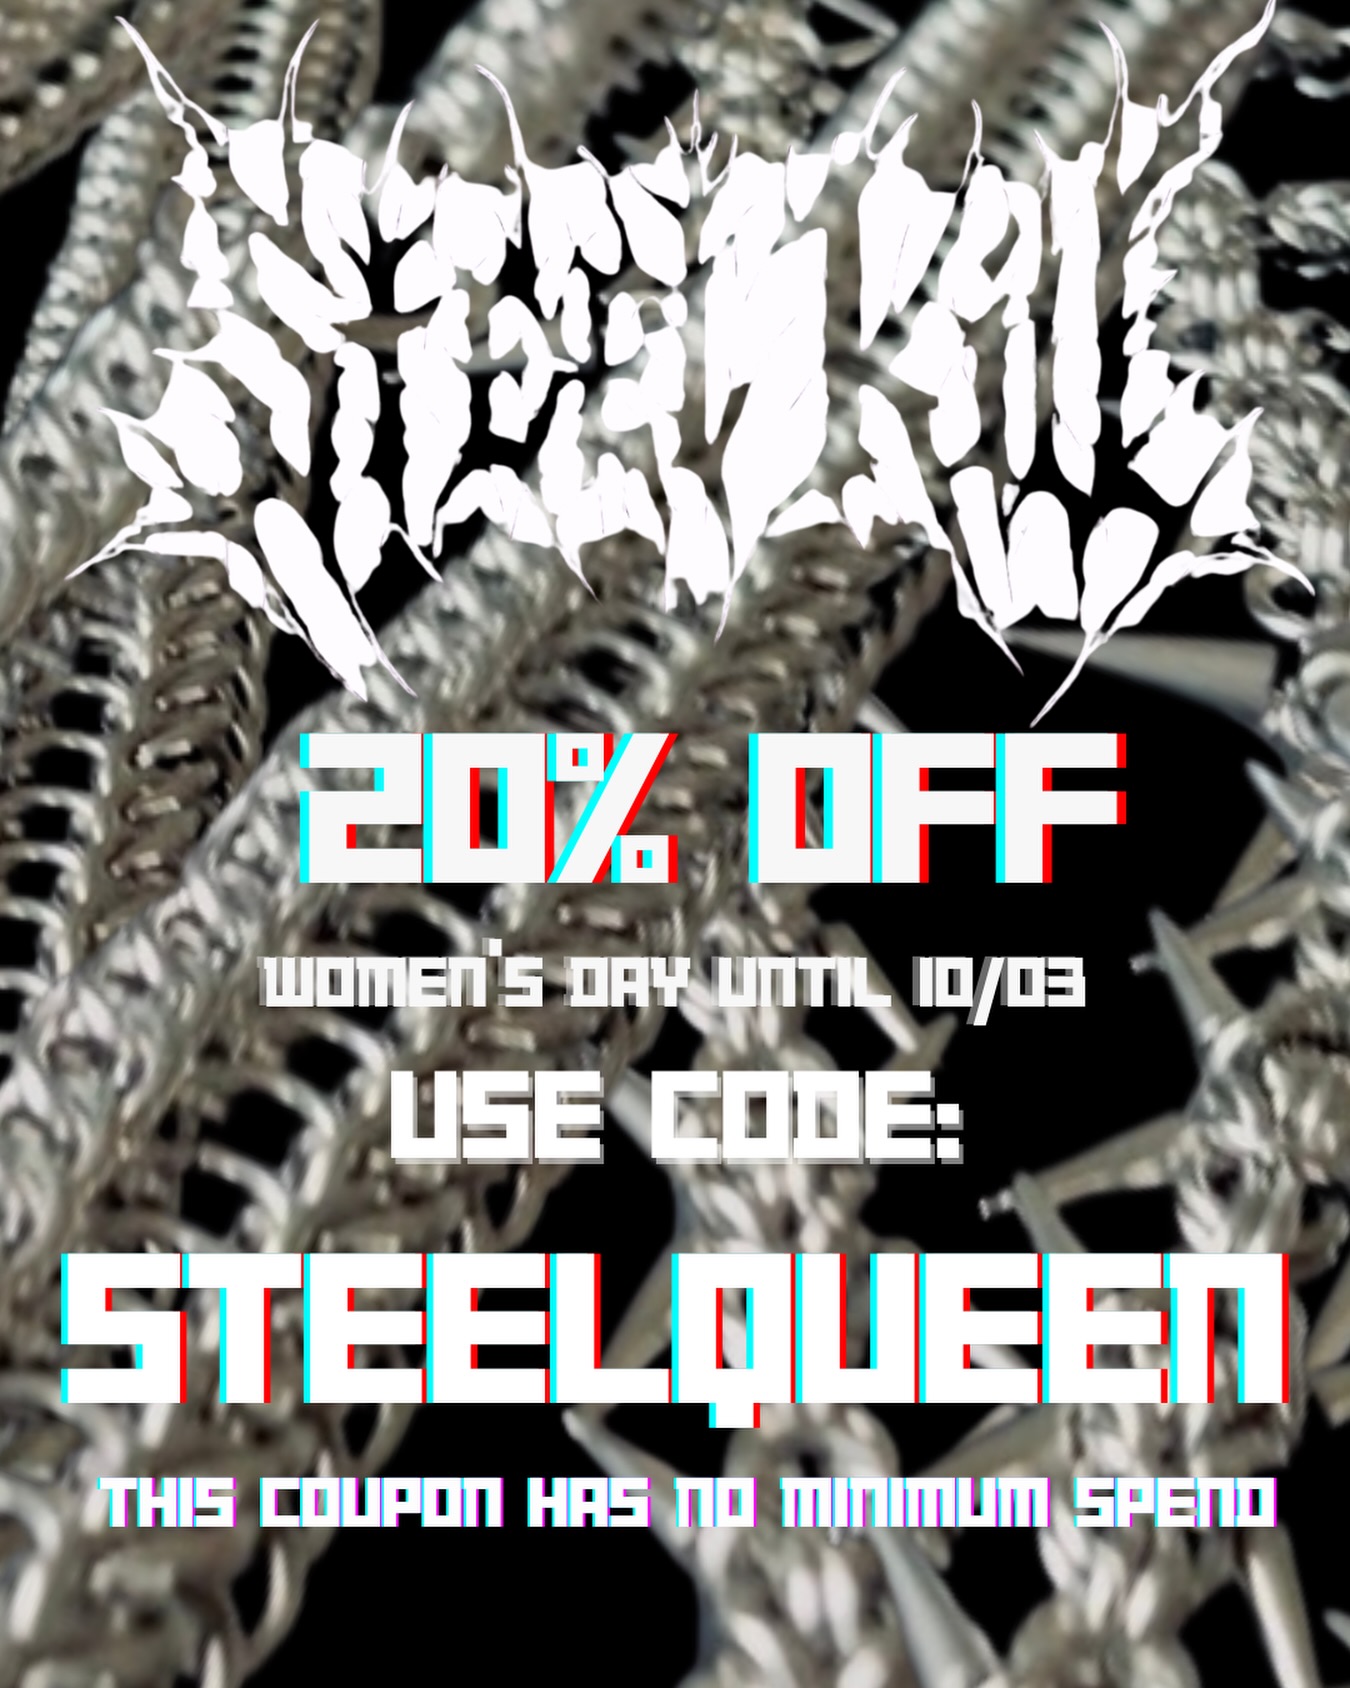 20% OFF
WOMEN'S DAY UNTIL 10/03
USE CODE:
STEELQUEEN
THIS COUPON HAS NO MINIMUM SPEND